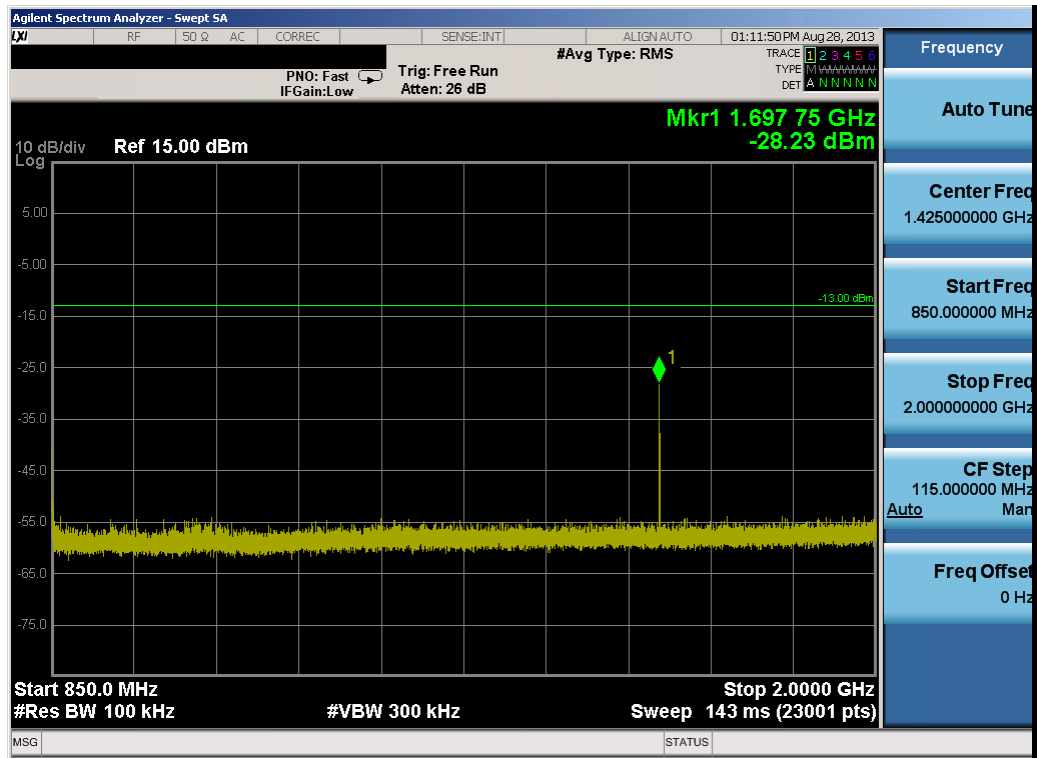 Agilent Spectrum Analyzer - Swept SA
LXI RF 50 Ω AC CORREC SENSE:INT ALIGN AUTO 01:11:50 PM Aug 28, 2013
#Avg Type: RMS
TRACE 1 2 3 4 5 6
TYPE M WWWWW
DET A N N N N N
PNO: Fast Trig: Free Run
IFGain:Low Atten: 26 dB
Mkr1 1.697 75 GHz
-28.23 dBm
10 dB/div Ref 15.00 dBm
Log
5.00
-5.00
-13.00 dBm
-15.0
1
-25.0
-35.0
-45.0
-55.0
-65.0
-75.0
Start 850.0 MHz Stop 2.0000 GHz
#Res BW 100 kHz #VBW 300 kHz Sweep 143 ms (23001 pts)
MSG STATUS
Frequency
Auto Tune
Center Freq
1.425000000 GHz
Start Freq
850.000000 MHz
Stop Freq
2.000000000 GHz
CF Step
115.000000 MHz
Auto Man
Freq Offset
0 Hz